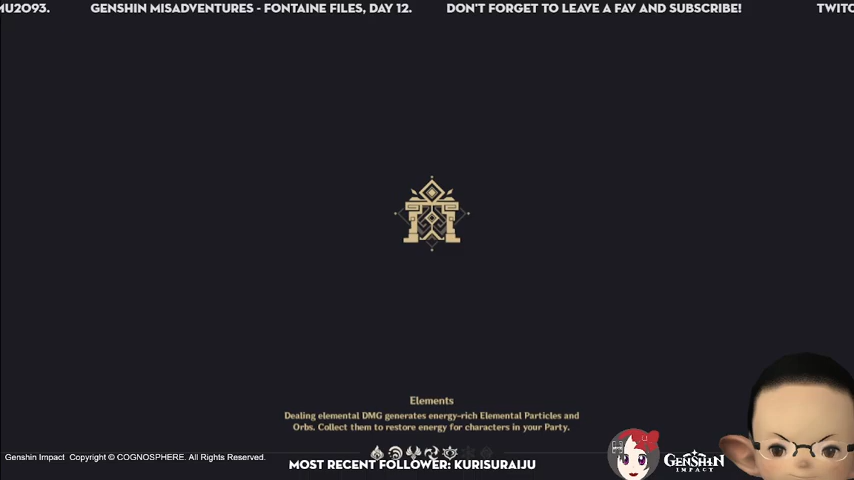 MU2093. GENSHIN MISADVENTURES - FONTAINE FILES, DAY 12. DON'T FORGET TO LEAVE A FAV AND SUBSCRIBE! TWITC
Elements
Dealing elemental DMG generates energy-rich Elemental Particles and
Orbs. Collect them to restore energy for characters in your Party.
Genshin Impact Copyright © COGNOSPHERE. All Rights Reserved.
MOST RECENT FOLLOWER: KURISURAIJU
GENSHIN
IMPACT